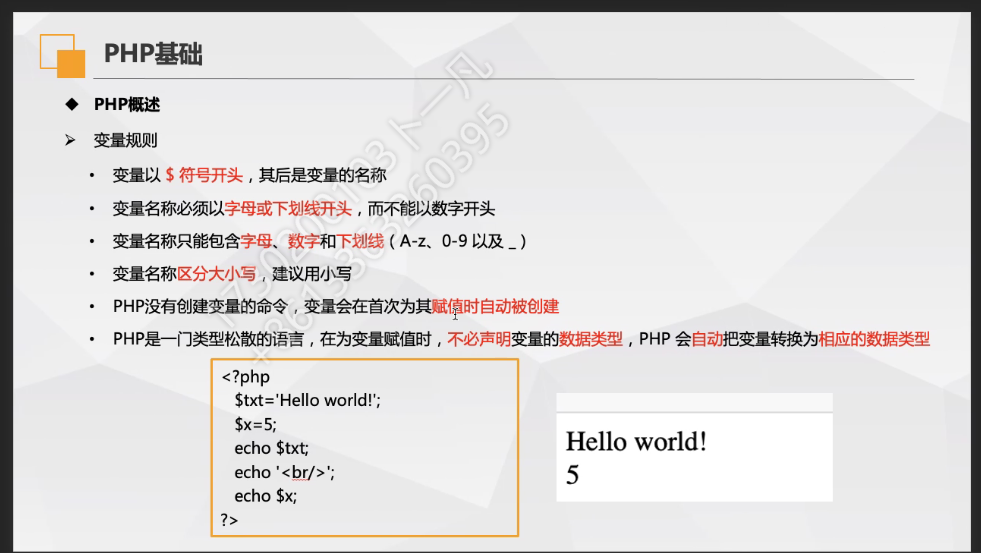 PHP基础
◆ PHP概述
➢ 变量规则
• 变量以 $ 符号开头，其后是变量的名称
• 变量名称必须以字母或下划线开头，而不能以数字开头
• 变量名称只能包含字母、数字和下划线（A-z、0-9 以及 _ ）
• 变量名称区分大小写，建议用小写
• PHP没有创建变量的命令，变量会在首次为其赋值时自动被创建
• PHP是一门类型松散的语言，在为变量赋值时，不必声明变量的数据类型，PHP 会自动把变量转换为相应的数据类型
<?php
$txt='Hello world!';
$x=5;
echo $txt;
echo '<br/>';
echo $x;
?>
Hello world!
5